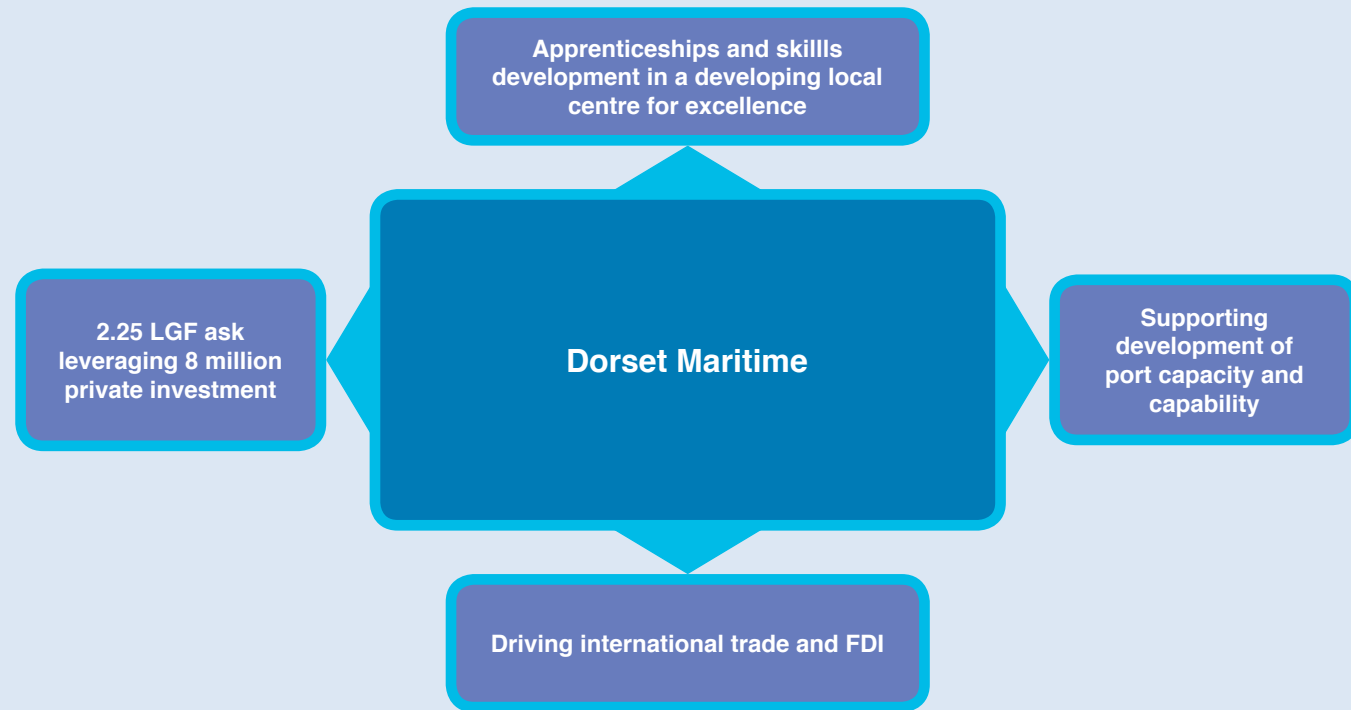 Apprenticeships and skillls
development in a developing local
centre for excellence
2.25 LGF ask
leveraging 8 million
private investment
Dorset Maritime
Supporting
development of
port capacity and
capability
Driving international trade and FDI